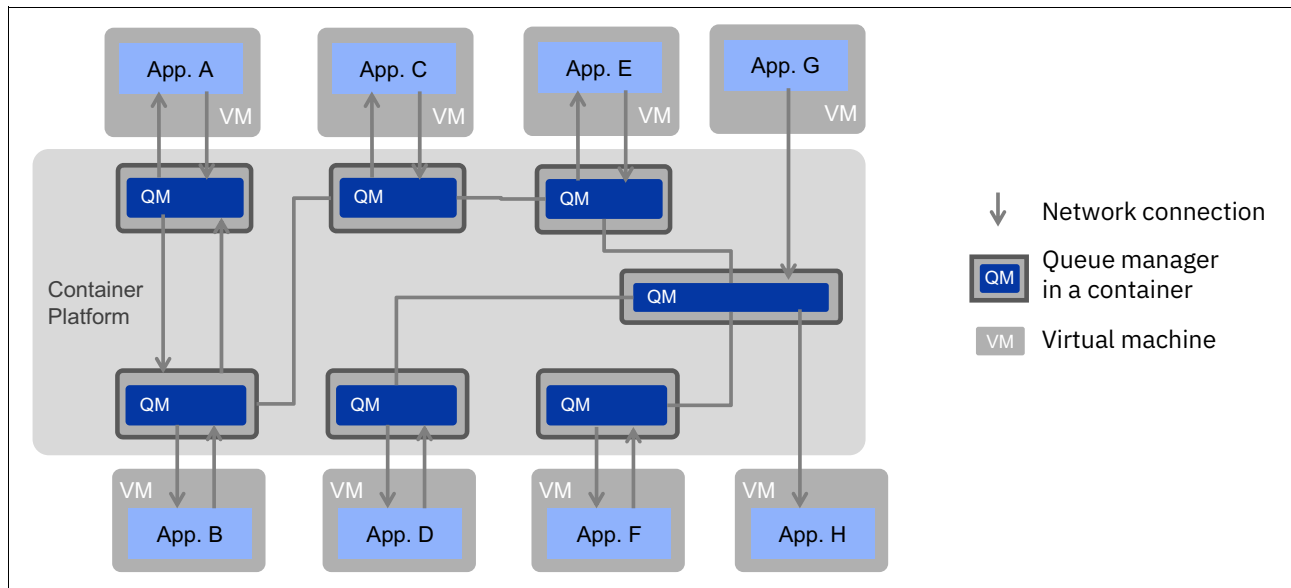 App. A
VM
App. C
VM
App. E
VM
App. G
VM
QM
QM
QM
QM
Container
Platform
QM
QM
QM
VM
App. B
VM
App. D
VM
App. F
VM
App. H
Network connection
QM
Queue manager
in a container
VM
Virtual machine